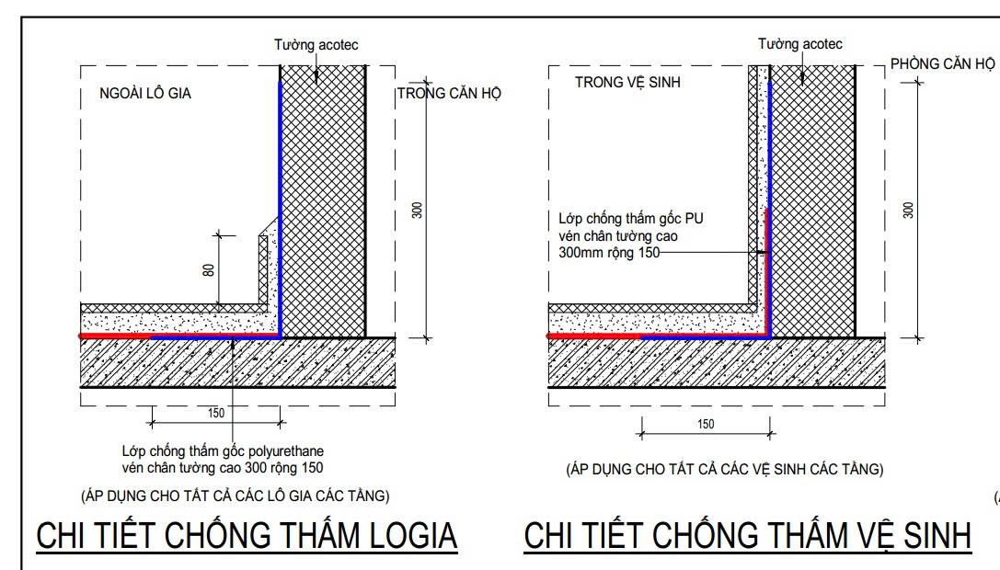 Tường acotec
NGOÀI LÔ GIA
TRONG CĂN HỘ
300
80
150
Lớp chống thấm gốc polyurethane
vén chân tường cao 300 rộng 150
(ÁP DỤNG CHO TẤT CẢ CÁC LÔ GIA CÁC TẦNG)
CHI TIẾT CHỐNG THẤM LOGIA
Tường acotec
PHÒNG CĂN HỘ
TRONG VỆ SINH
Lớp chống thấm gốc PU
vén chân tường cao
300mm rộng 150
300
150
(ÁP DỤNG CHO TẤT CẢ CÁC VỆ SINH CÁC TẦNG)
CHI TIẾT CHỐNG THẤM VỆ SINH